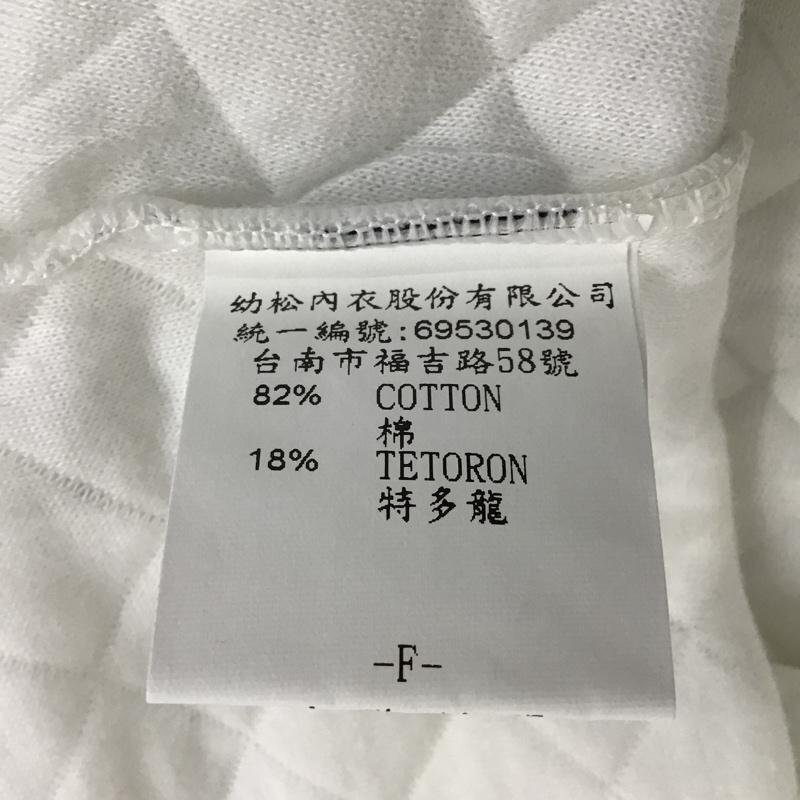 幼松內衣股份有限公司
統一編號:69530139
台南市福吉路58號
82% COTTON
棉
18% TETORON
特多龍
-F-